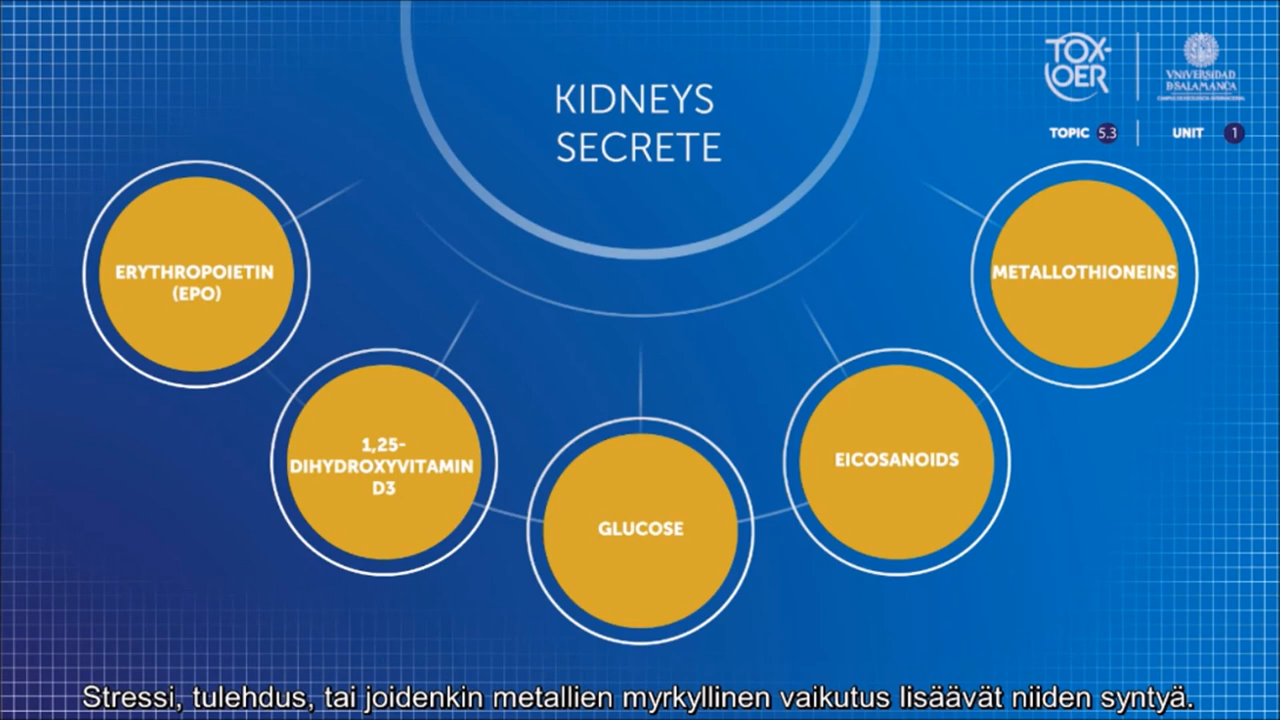 KIDNEYS
SECRETE
TOX-
OER
VNIVERSIDAD
D SALAMANCA
TOPIC 5.3
UNIT 1
ERYTHROPOIETIN
(EPO)
METALLOTHIONEINS
1,25-
DIHYDROXYVITAMIN
D3
EICOSANOIDS
GLUCOSE
Stressi, tulehdus, tai joidenkin metallien myrkyllinen vaikutus lisäävät niiden syntyä.